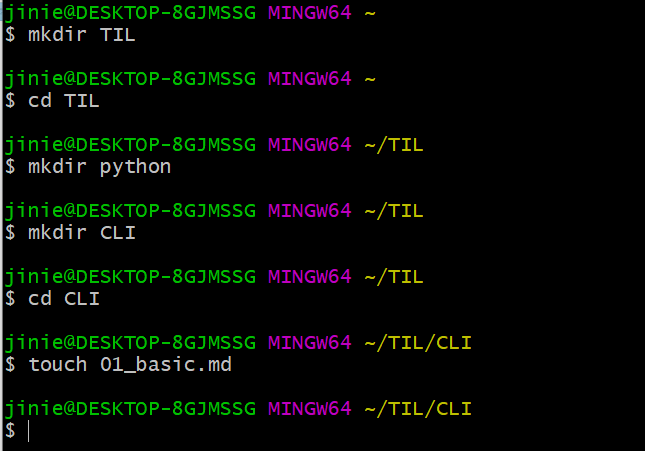 jinie@DESKTOP-8GJMSSG MINGW64 ~
$ mkdir TIL
jinie@DESKTOP-8GJMSSG MINGW64 ~
$ cd TIL
jinie@DESKTOP-8GJMSSG MINGW64 ~/TIL
$ mkdir python
jinie@DESKTOP-8GJMSSG MINGW64 ~/TIL
$ mkdir CLI
jinie@DESKTOP-8GJMSSG MINGW64 ~/TIL
$ cd CLI
jinie@DESKTOP-8GJMSSG MINGW64 ~/TIL/CLI
$ touch 01_basic.md
jinie@DESKTOP-8GJMSSG MINGW64 ~/TIL/CLI
$